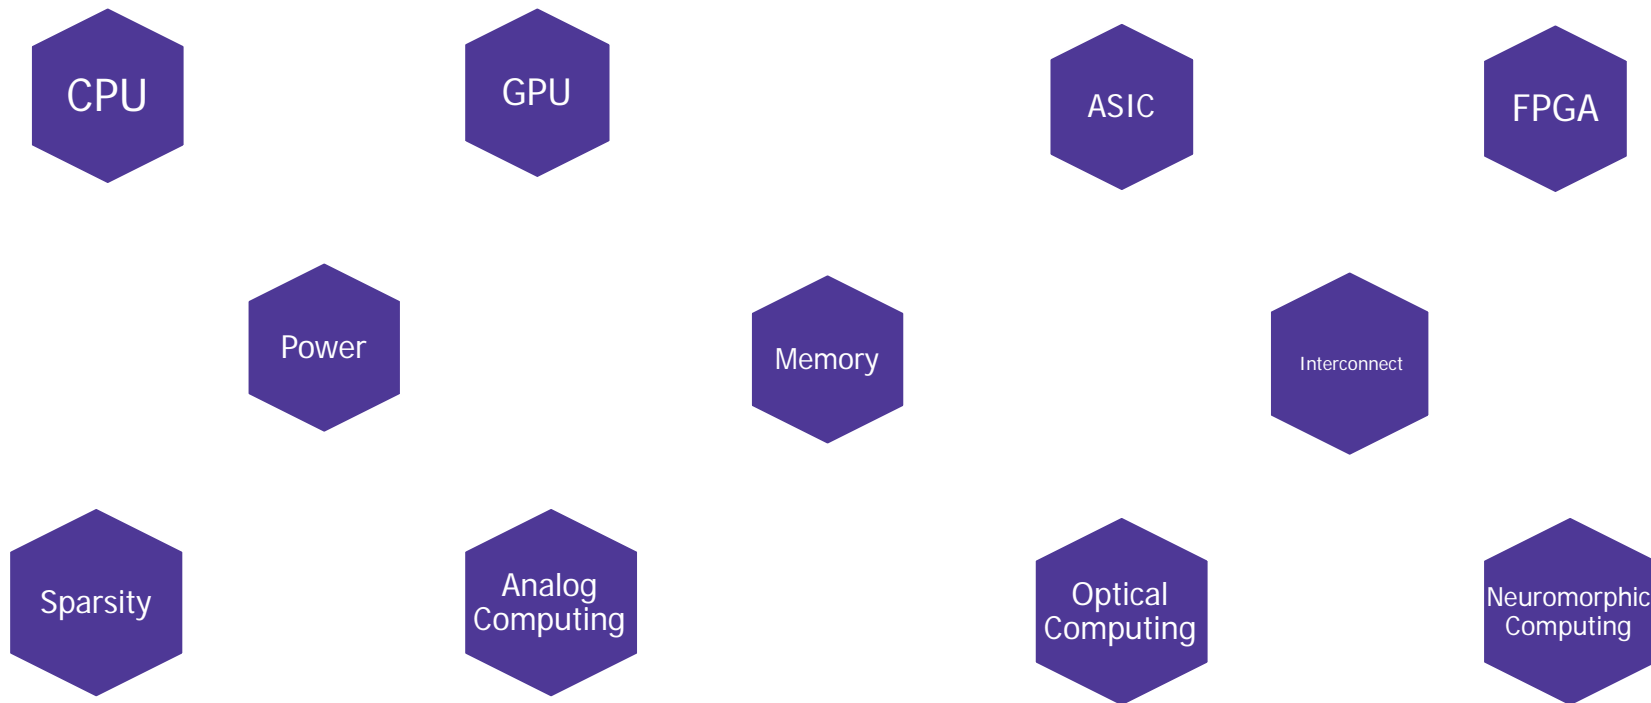 CPU
GPU
ASIC
FPGA
Power
Memory
Interconnect
Sparsity
Analog
Computing
Optical
Computing
Neuromorphic
Computing